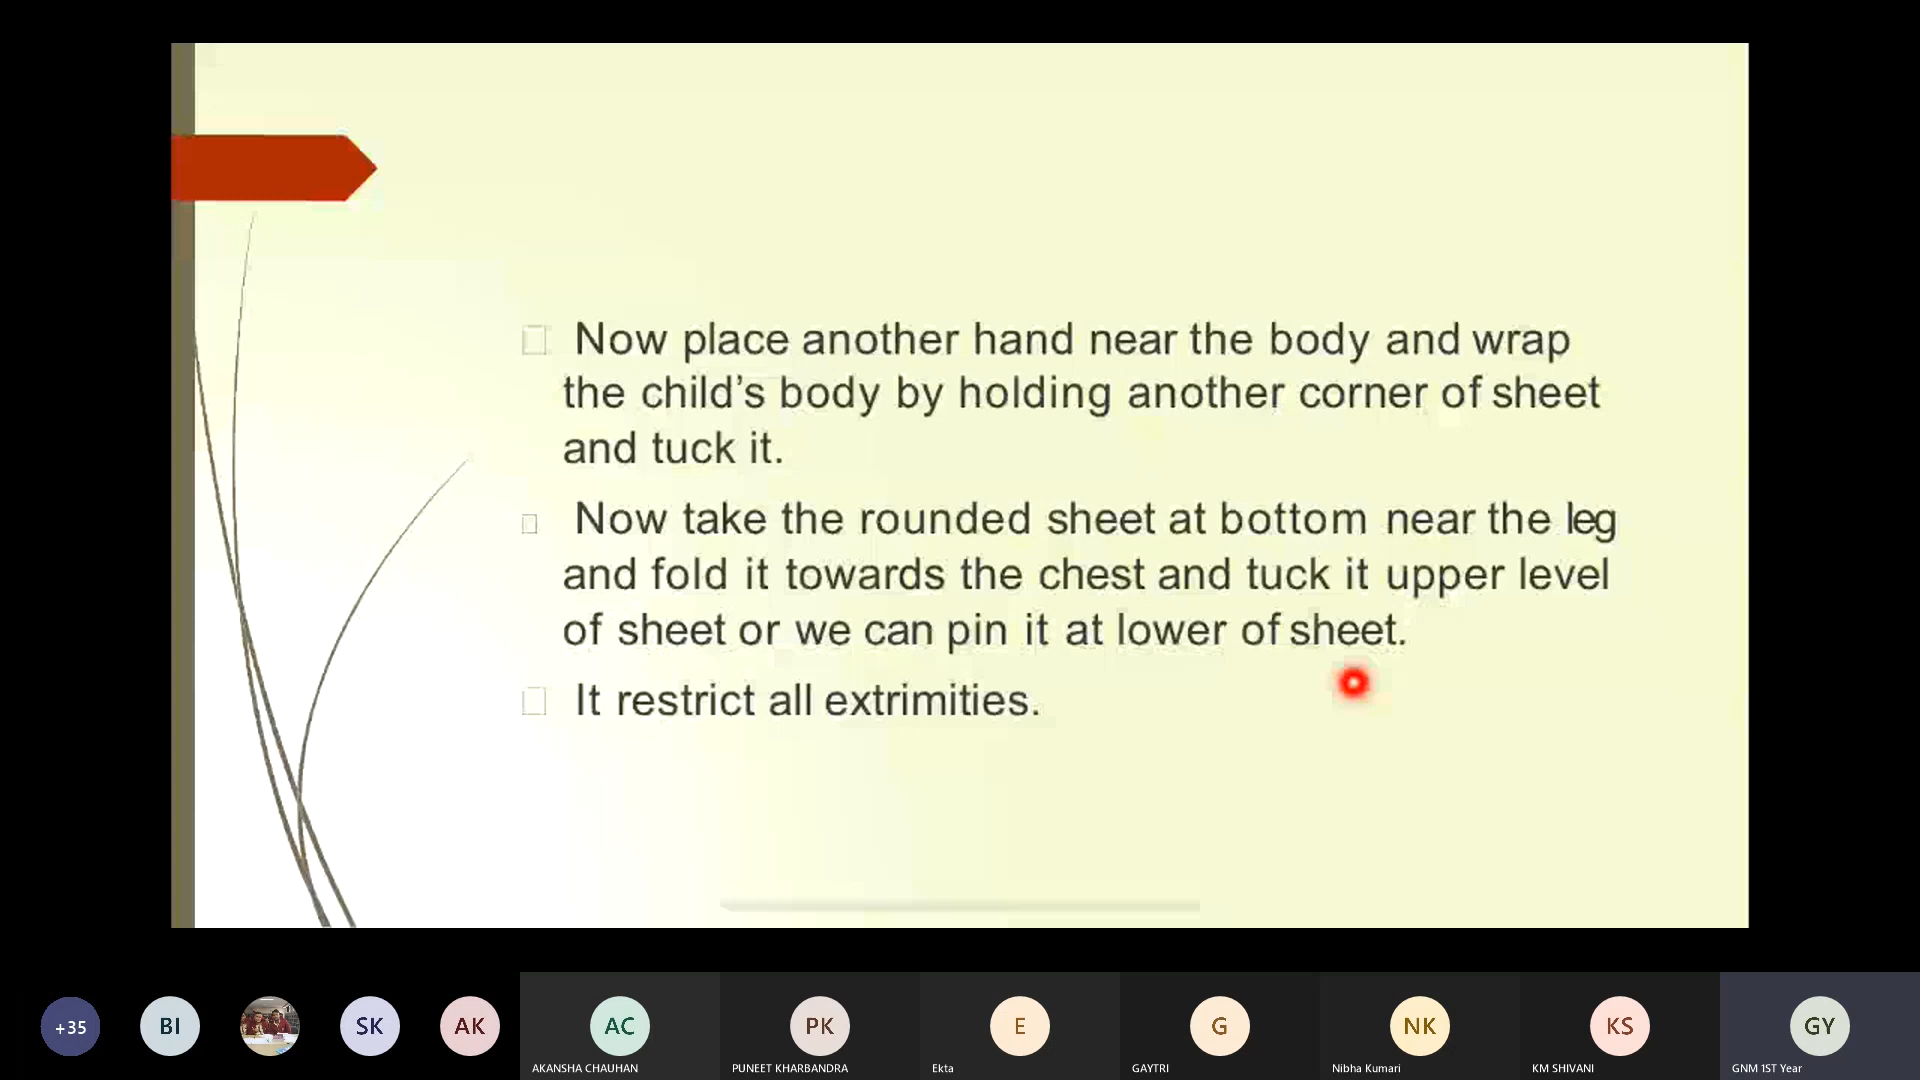 Now place another hand near the body and wrap
the child’s body by holding another corner of sheet
and tuck it.
Now take the rounded sheet at bottom near the leg
and fold it towards the chest and tuck it upper level
of sheet or we can pin it at lower of sheet.
It restrict all extrimities.
+35
BI
SK
AK
AC
PK
E
G
NK
KS
GY
AKANSHA CHAUHAN
PUNEET KHARBANDRA
Ekta
GAYTRI
Nibha Kumari
KM SHIVANI
GNM 1ST Year